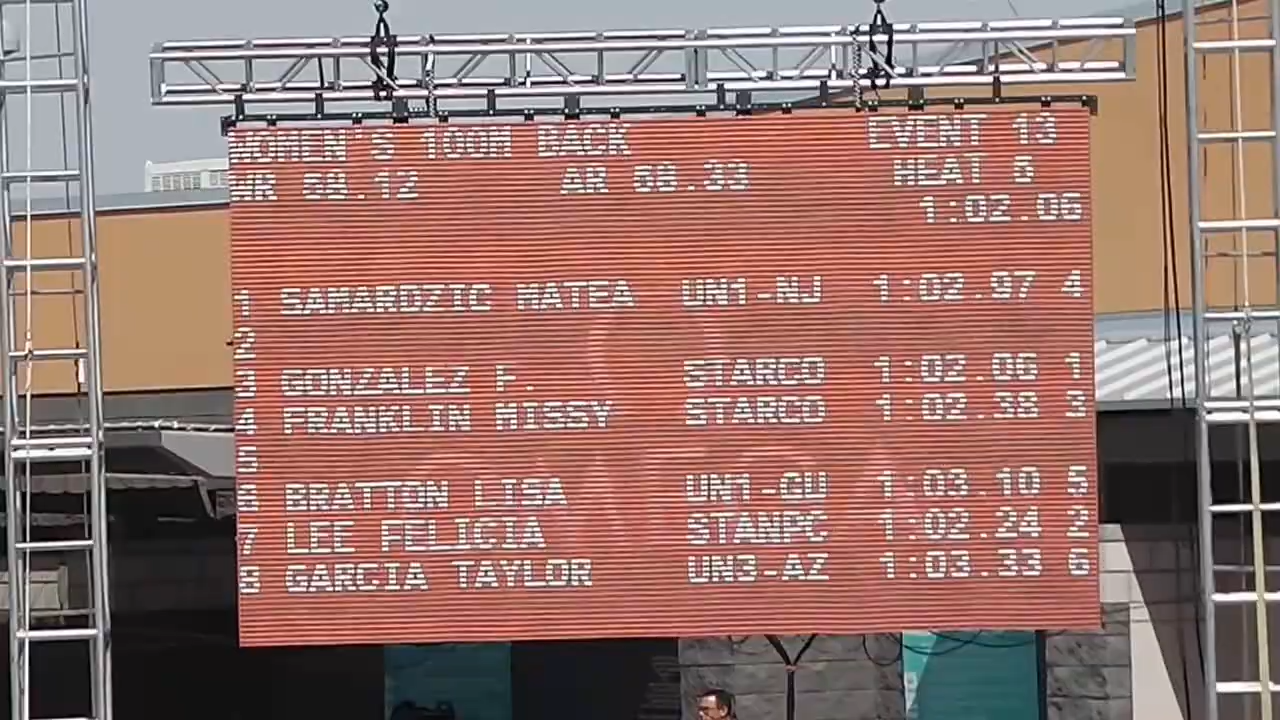 WOMEN'S 100M BACK EVENT 13
WR 58.12 AR 58.33 HEAT 6
1:02.06
1 SAMARDZIC MATEA UN1-NJ 1:02.97 4
2
3 GONZALEZ F. STARCO 1:02.06 1
4 FRANKLIN MISSY STARCO 1:02.38 3
5
6 BRATTON LISA UN1-GU 1:03.10 5
7 LEE FELICIA STANPC 1:02.24 2
8 GARCIA TAYLOR UN3-AZ 1:03.33 6